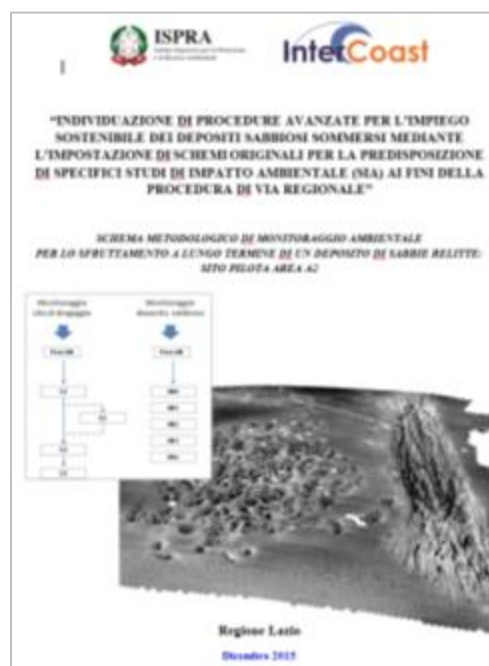 ISPRA
InterCoast
“INDIVIDUAZIONE DI PROCEDURE AVANZATE PER L’IMPIEGO
SOSTENIBILE DEI DEPOSITI SABBIOSI SOMMERSI MEDIANTE
L’IMPOSTAZIONE DI SCHEMI ORIGINALI PER LA PREDISPOSIZIONE
DI SPECIFICI STUDI DI IMPATTO AMBIENTALE (SIA) AI FINI DELLA
PROCEDURA DI VIA REGIONALE”
SCHEMA METODOLOGICO DI MONITORAGGIO AMBIENTALE
PER LO SFRUTTAMENTO A LUNGO TERMINE DI UN DEPOSITO DI SABBIE RELITTE:
SITO PILOTA AREA A2
Monitoraggio
Monitoraggio
Regione Lazio
Dicembre 2015